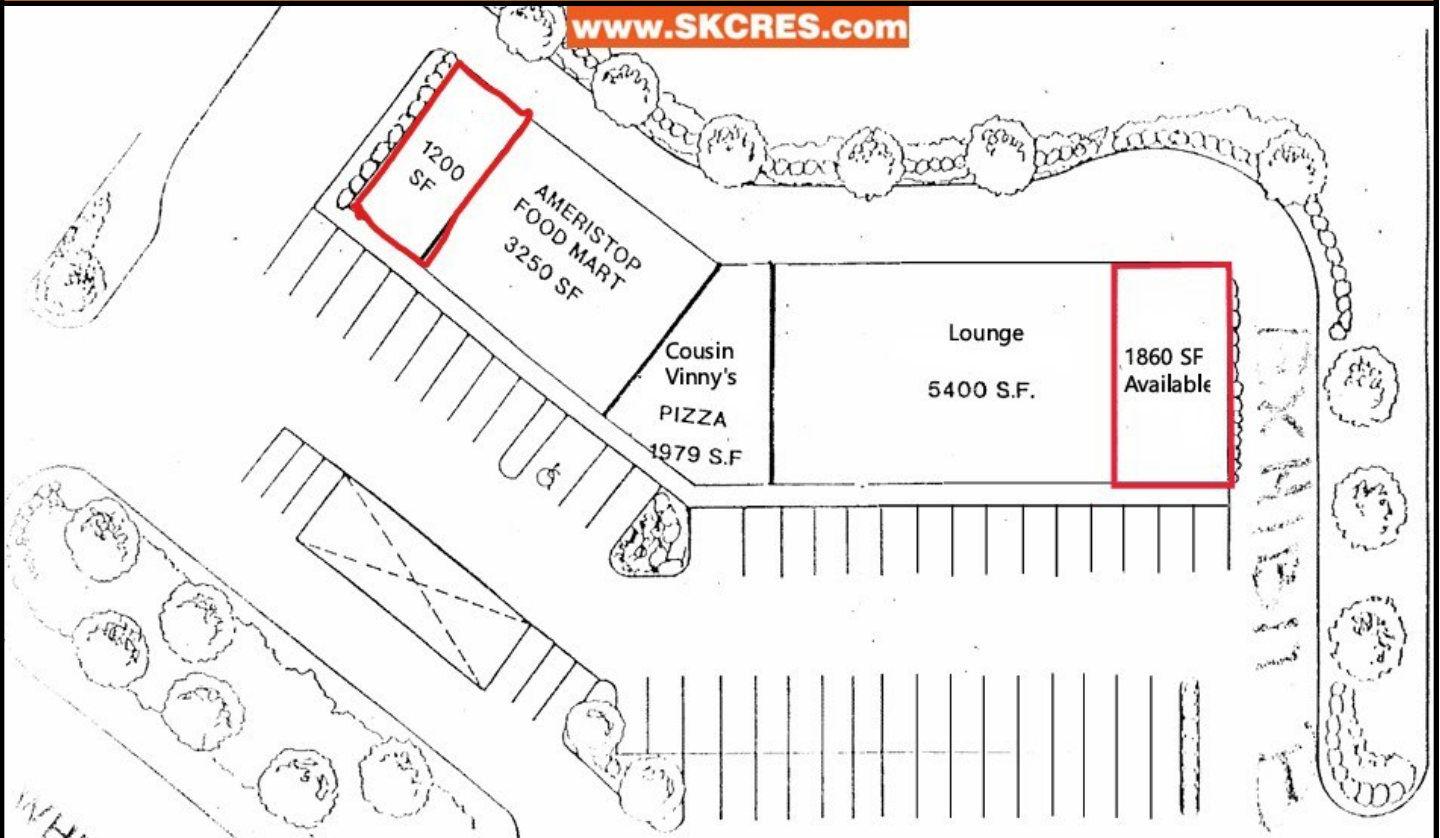 www.SKCRES.com
1200
SF
AMERISTOP
FOOD MART
3250 SF
Cousin
Vinny's
PIZZA
1979 S.F
Lounge
5400 S.F.
1860 SF
Available